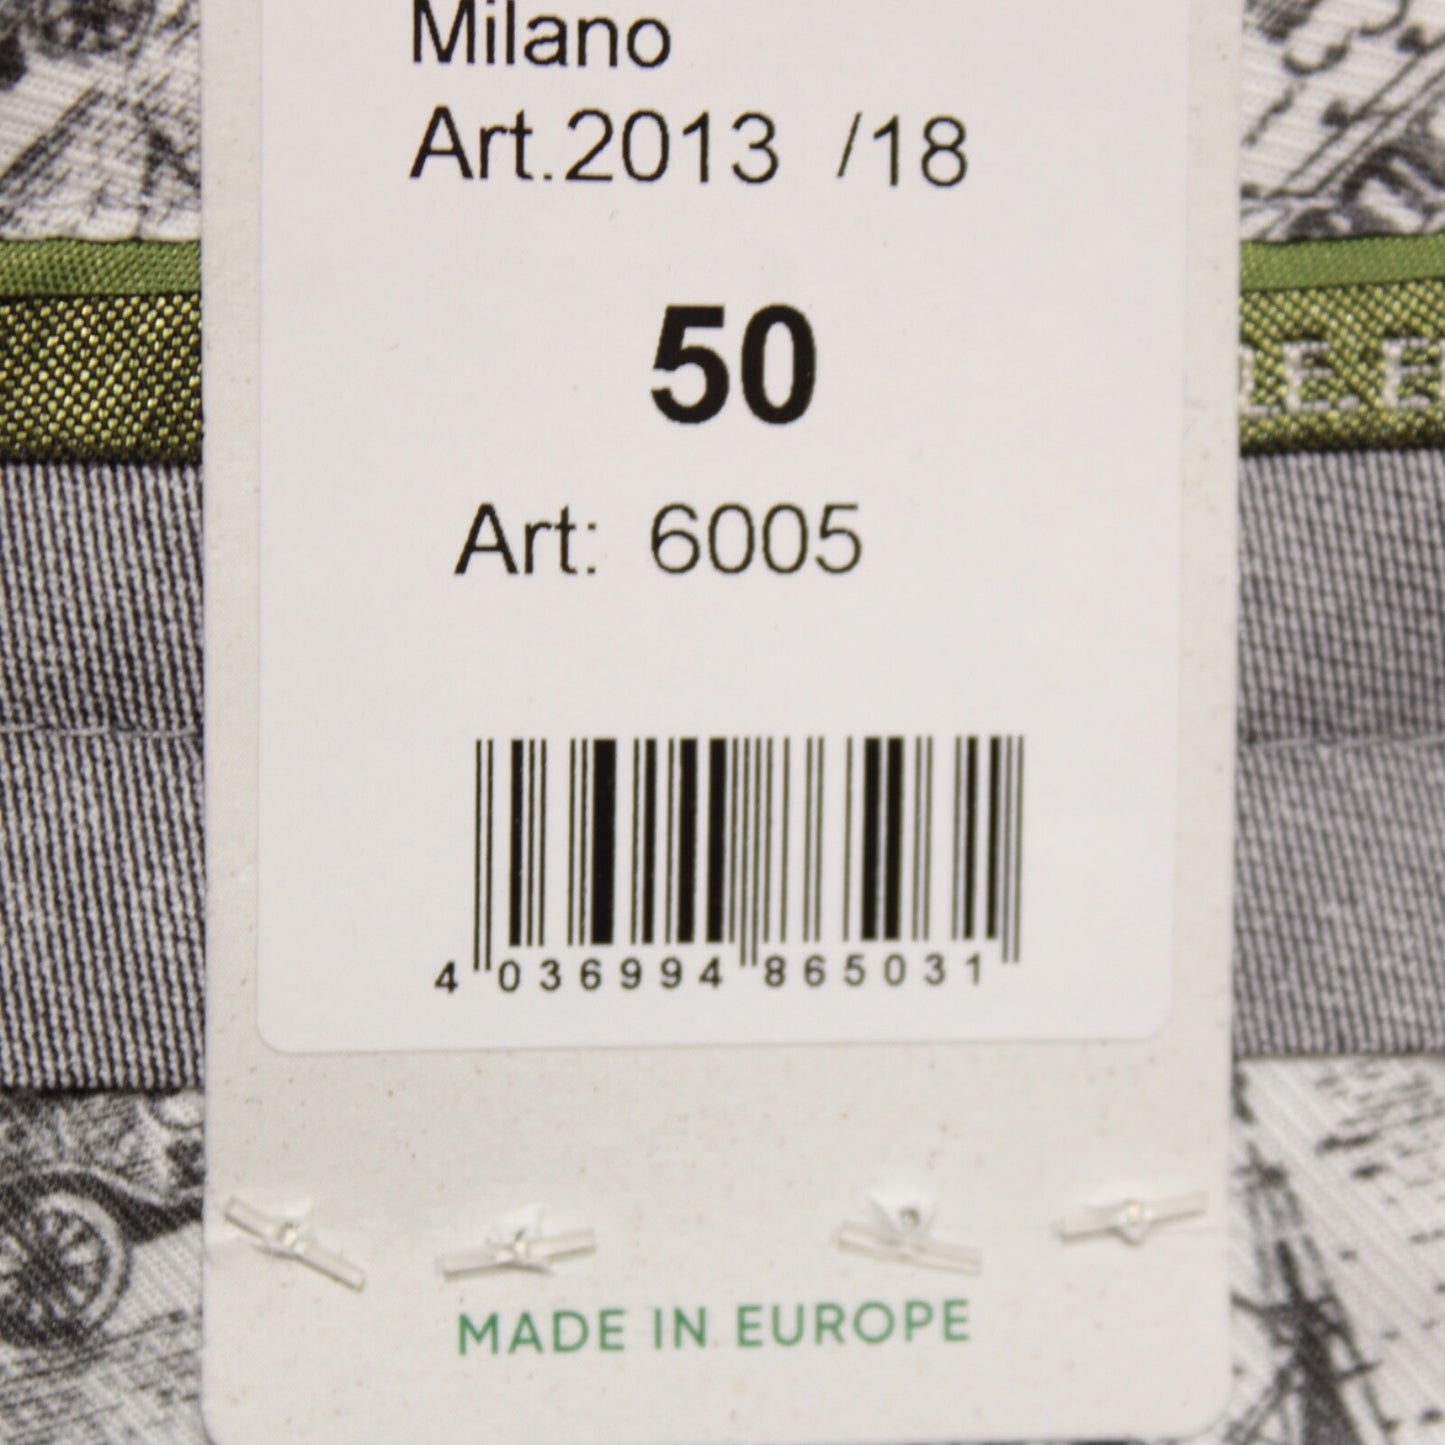 Milano
Art.2013 /18
50
Art: 6005
4 036994 865031
MADE IN EUROPE